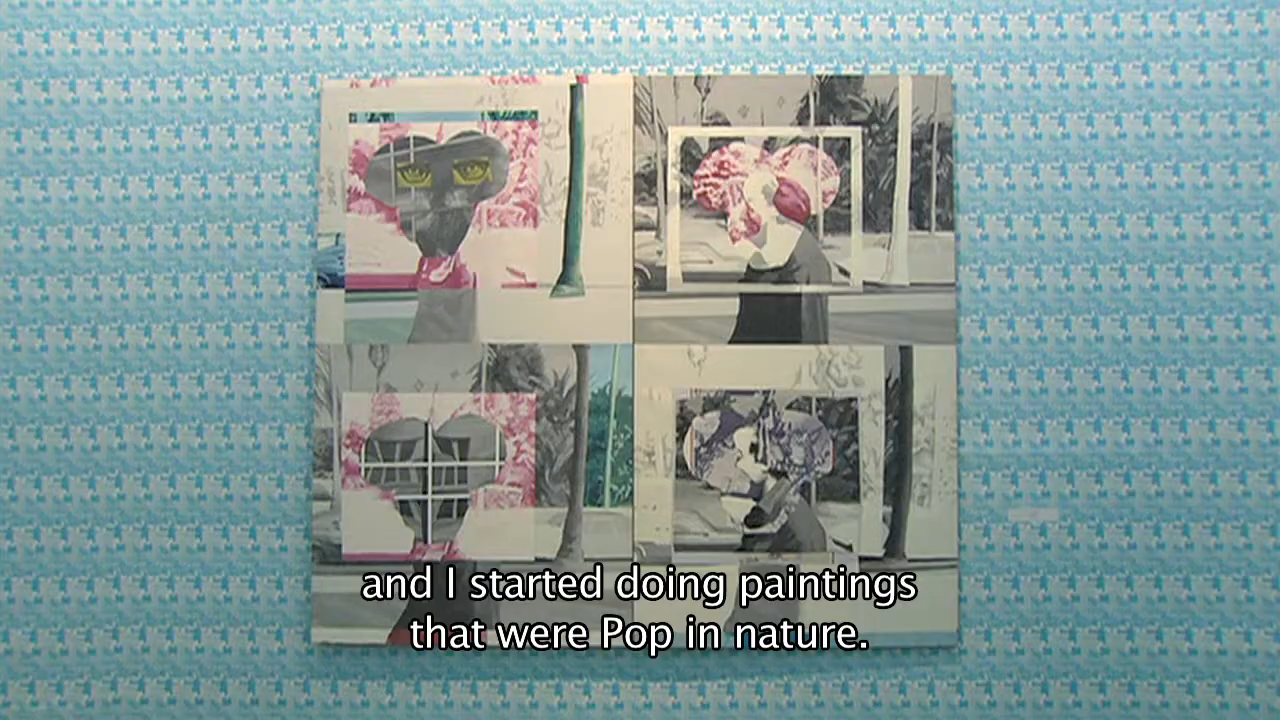 and I started doing paintings
that were Pop in nature.